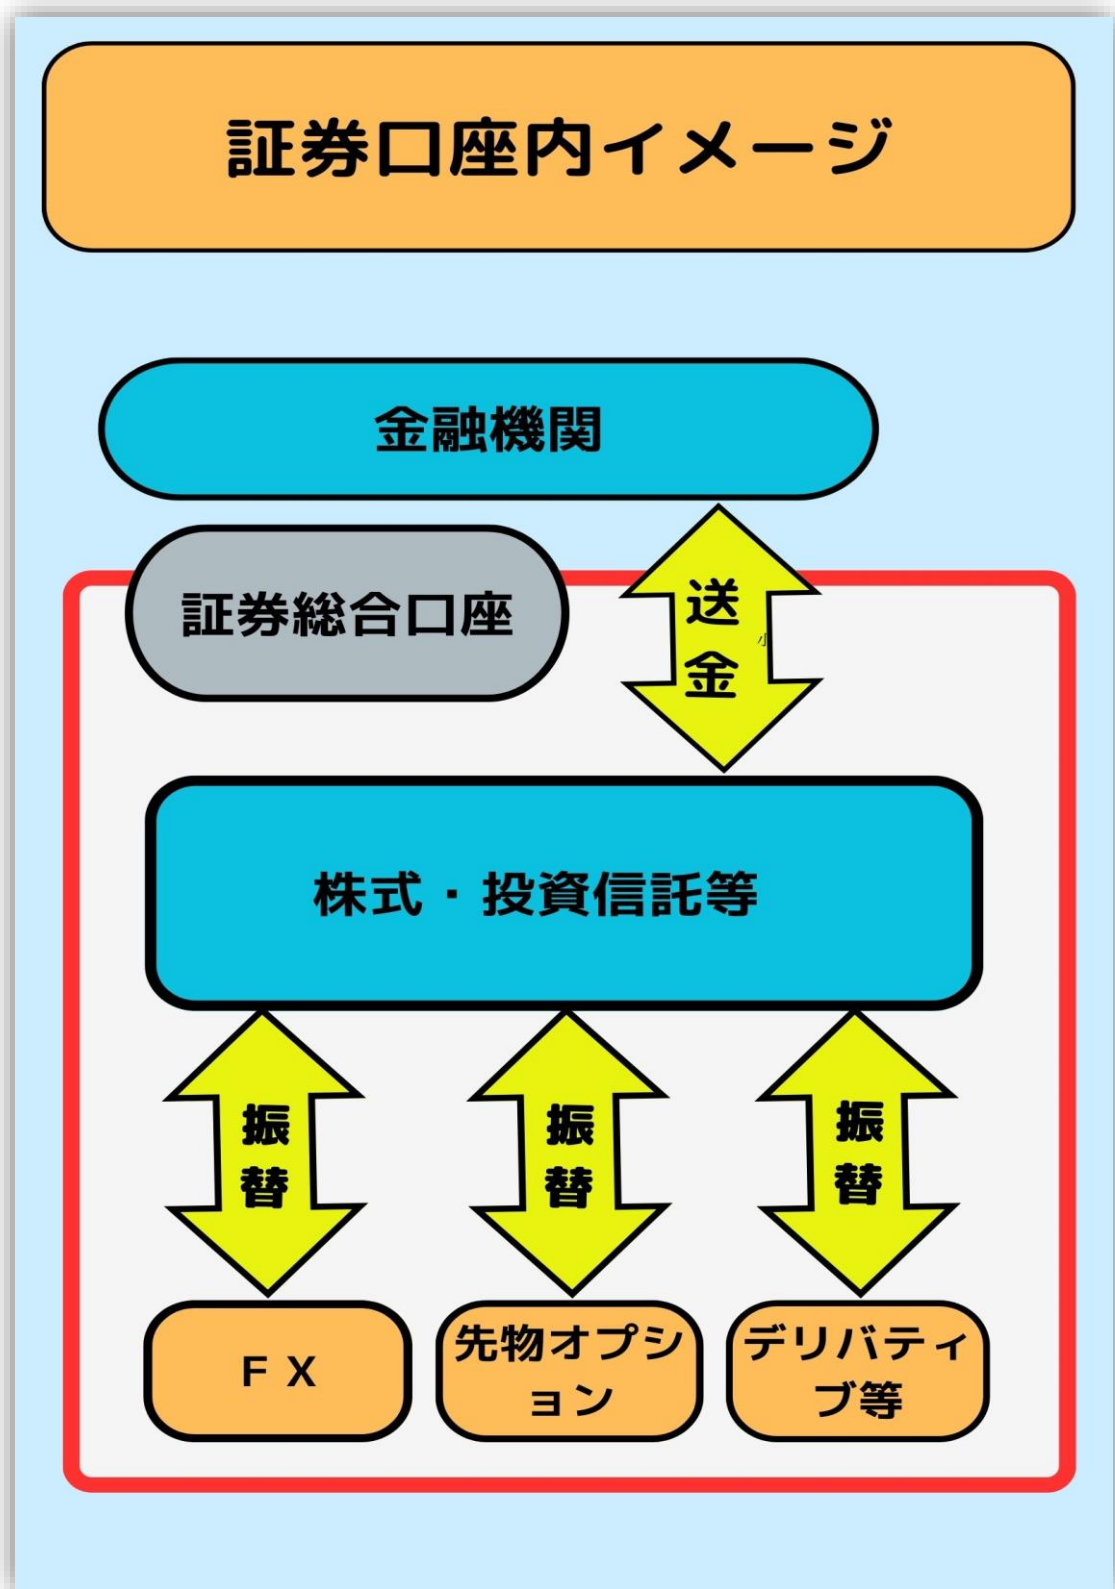 証券口座内イメージ
金融機関
証券総合口座
送
金
小
株式・投資信託等
振
替
振
替
振
替
ＦＸ
先物オプシ
ョン
デリバティ
ブ等